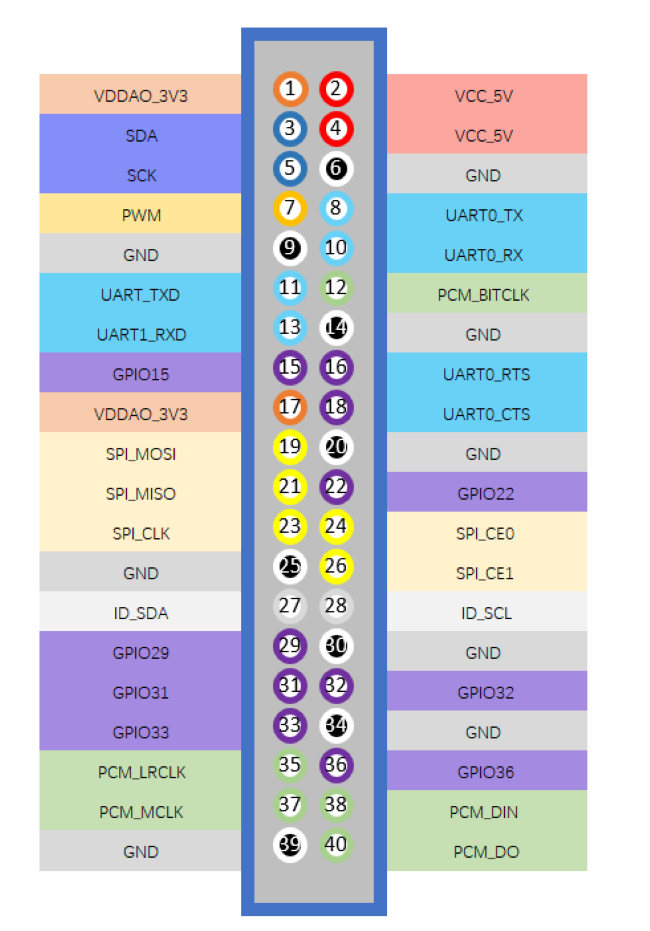 VDDAO_3V3 1 2 VCC_5V
SDA 3 4 VCC_5V
SCK 5 6 GND
PWM 7 8 UART0_TX
GND 9 10 UART0_RX
UART_TXD 11 12 PCM_BITCLK
UART1_RXD 13 14 GND
GPIO15 15 16 UART0_RTS
VDDAO_3V3 17 18 UART0_CTS
SPI_MOSI 19 20 GND
SPI_MISO 21 22 GPIO22
SPI_CLK 23 24 SPI_CE0
GND 25 26 SPI_CE1
ID_SDA 27 28 ID_SCL
GPIO29 29 30 GND
GPIO31 31 32 GPIO32
GPIO33 33 34 GND
PCM_LRCLK 35 36 GPIO36
PCM_MCLK 37 38 PCM_DIN
GND 39 40 PCM_DO